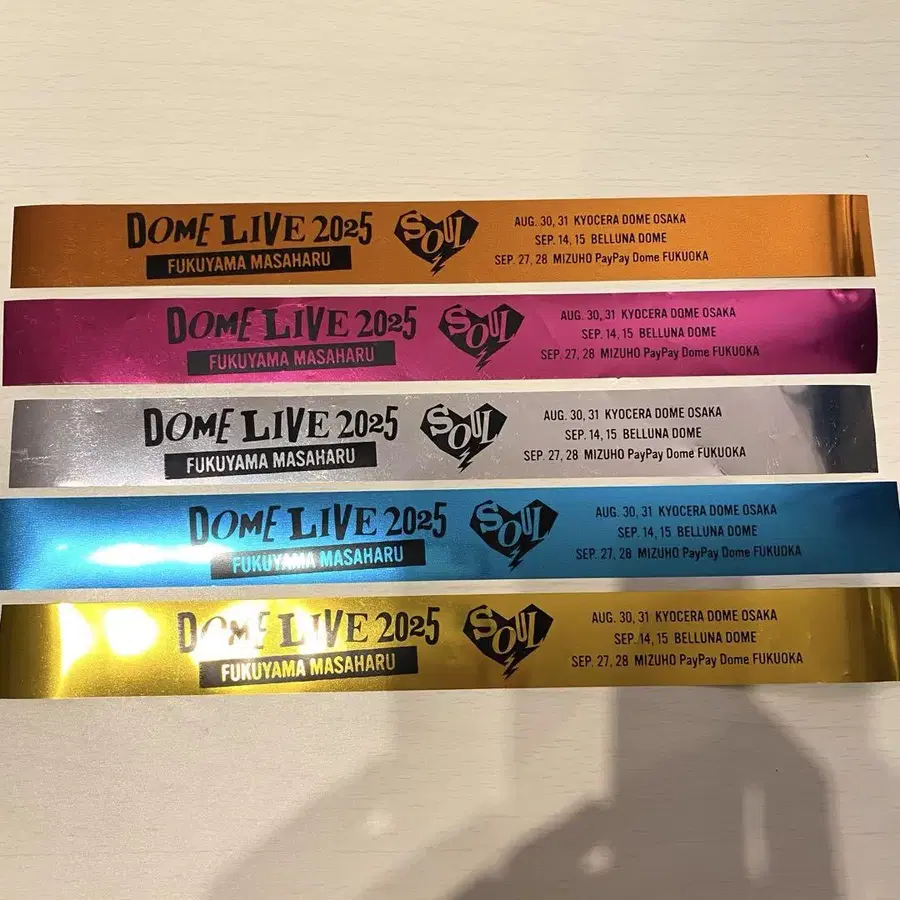 DOME LIVE 2025
FUKUYAMA MASAHARU
SOUL
AUG. 30, 31 KYOCERA DOME OSAKA
SEP. 14, 15 BELLUNA DOME
SEP. 27, 28 MIZUHO PayPay Dome FUKUOKA
DOME LIVE 2025
FUKUYAMA MASAHARU
SOUL
AUG. 30, 31 KYOCERA DOME OSAKA
SEP. 14, 15 BELLUNA DOME
SEP. 27, 28 MIZUHO PayPay Dome FUKUOKA
DOME LIVE 2025
FUKUYAMA MASAHARU
SOUL
AUG. 30, 31 KYOCERA DOME OSAKA
SEP. 14, 15 BELLUNA DOME
SEP. 27, 28 MIZUHO PayPay Dome FUKUOKA
DOME LIVE 2025
FUKUYAMA MASAHARU
SOUL
AUG. 30, 31 KYOCERA DOME OSAKA
SEP. 14, 15 BELLUNA DOME
SEP. 27, 28 MIZUHO PayPay Dome FUKUOKA
DOME LIVE 2025
FUKUYAMA MASAHARU
SOUL
AUG. 30, 31 KYOCERA DOME OSAKA
SEP. 14, 15 BELLUNA DOME
SEP. 27, 28 MIZUHO PayPay Dome FUKUOKA